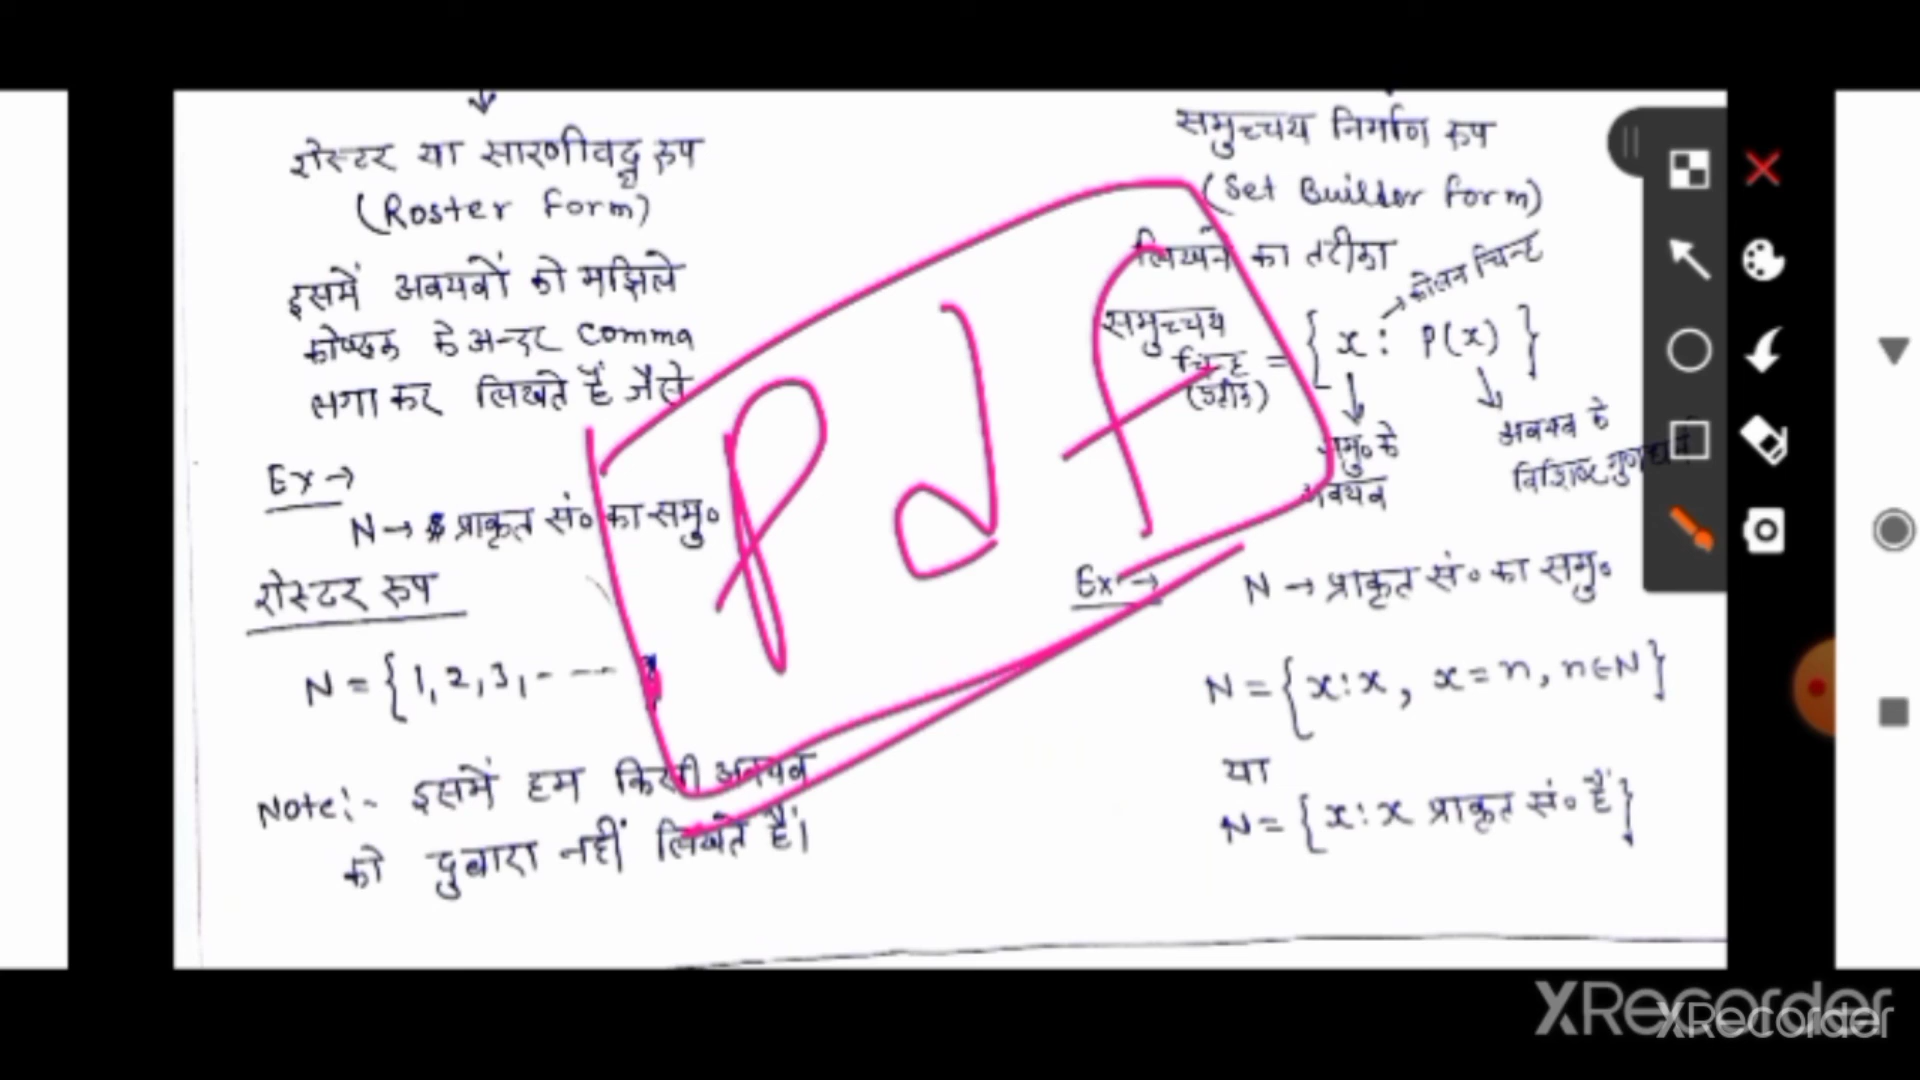 रोस्टर या सारणीबद्ध रूप
(Roster Form)
इसमें अवयवों को मझिले
कोष्ठक के अन्दर comma
लगा कर लिखते हैं जैसे
Ex →
N → प्राकृत सं० का समु०
रोस्टर रूप
N = {1, 2, 3, - - - -
Note:- इसमें हम किसी अवयव
को दुबारा नहीं लिखते हैं।
समुच्चय निर्माण रूप
(Set Builder Form)
लिखने का तरीका
→ कोलन चिन्ह
समुच्चय
चिन्ह = { x : P(x) }
समु० के
अवयव
अवयव के
विशिष्ट
Ex →
N → प्राकृत सं० का समु०
N = { x : x, x = n, n ∈ N }
या
N = { x : x प्राकृत सं० है }
Pdf
XRecorder
XRecorder